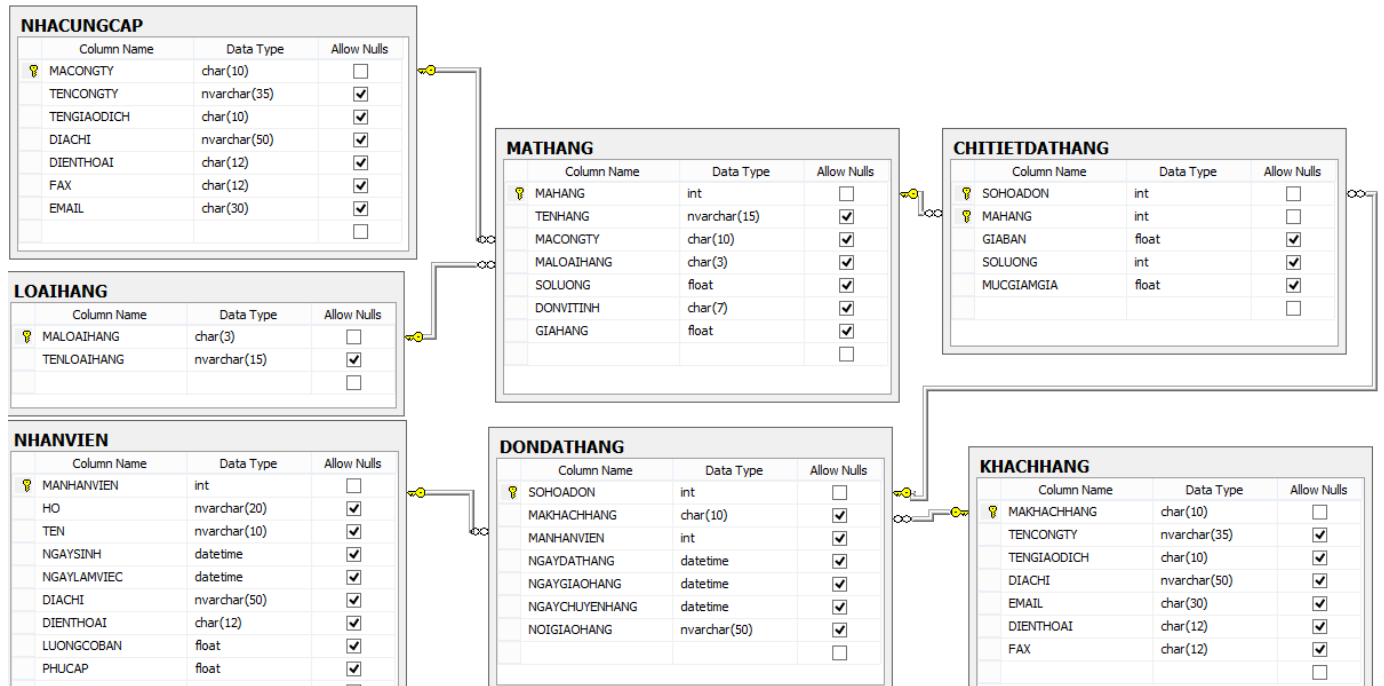 NHACUNGCAP
Column Name Data Type Allow Nulls
MACONGTY char(10)
TENCONGTY nvarchar(35)
TENGIAODICH char(10)
DIACHI nvarchar(50)
DIENTHOAI char(12)
FAX char(12)
EMAIL char(30)
LOAIHANG
Column Name Data Type Allow Nulls
MALOAIHANG char(3)
TENLOAIHANG nvarchar(15)
NHANVIEN
Column Name Data Type Allow Nulls
MANHANVIEN int
HO nvarchar(20)
TEN nvarchar(10)
NGAYSINH datetime
NGAYLAMVIEC datetime
DIACHI nvarchar(50)
DIENTHOAI char(12)
LUONGCOBAN float
PHUCAP float
MATHANG
Column Name Data Type Allow Nulls
MAHANG int
TENHANG nvarchar(15)
MACONGTY char(10)
MALOAIHANG char(3)
SOLUONG float
DONVITINH char(7)
GIAHANG float
DONDATHANG
Column Name Data Type Allow Nulls
SOHOADON int
MAKHACHHANG char(10)
MANHANVIEN int
NGAYDATHANG datetime
NGAYGIAOHANG datetime
NGAYCHUYENHANG datetime
NOIGIAOHANG nvarchar(50)
CHITIETDATHANG
Column Name Data Type Allow Nulls
SOHOADON int
MAHANG int
GIABAN float
SOLUONG int
MUCGIAMGIA float
KHACHHANG
Column Name Data Type Allow Nulls
MAKHACHHANG char(10)
TENCONGTY nvarchar(35)
TENGIAODICH char(10)
DIACHI nvarchar(50)
EMAIL char(30)
DIENTHOAI char(12)
FAX char(12)